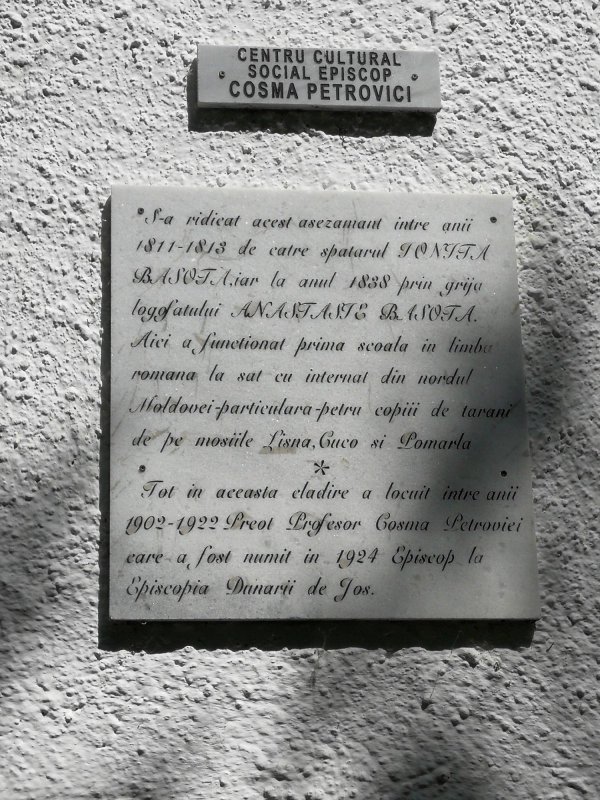 CENTRU CULTURAL
SOCIAL EPISCOP
COSMA PETROVICI
S-a ridicat acest asezamant intre anii
1811-1813 de catre spatarul IONITA
BASOTA.iar la anul 1838 prin grija
logofatului ANASTASIE BASOTA.
Aici a functionat prima scoala in limba
romana la sat cu internat din nordul
Moldovei-particulara-petru copiii de tarani
de pe mosiile Lisna, Cuco si Pomarla
*
Tot in aceasta cladire a locuit intre anii
1902-1922 Preot Profesor Cosma Petrovici
care a fost numit in 1924 Episcop la
Episcopia Dunarii de Jos.